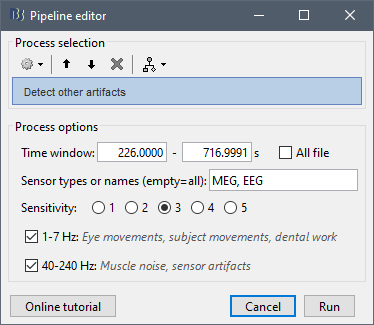 Pipeline editor
Process selection
Detect other artifacts
Process options
Time window: 226.0000 - 716.9991 s All file
Sensor types or names (empty=all): MEG, EEG
Sensitivity: 1 2 3 4 5
1-7 Hz: Eye movements, subject movements, dental work
40-240 Hz: Muscle noise, sensor artifacts
Online tutorial Cancel Run